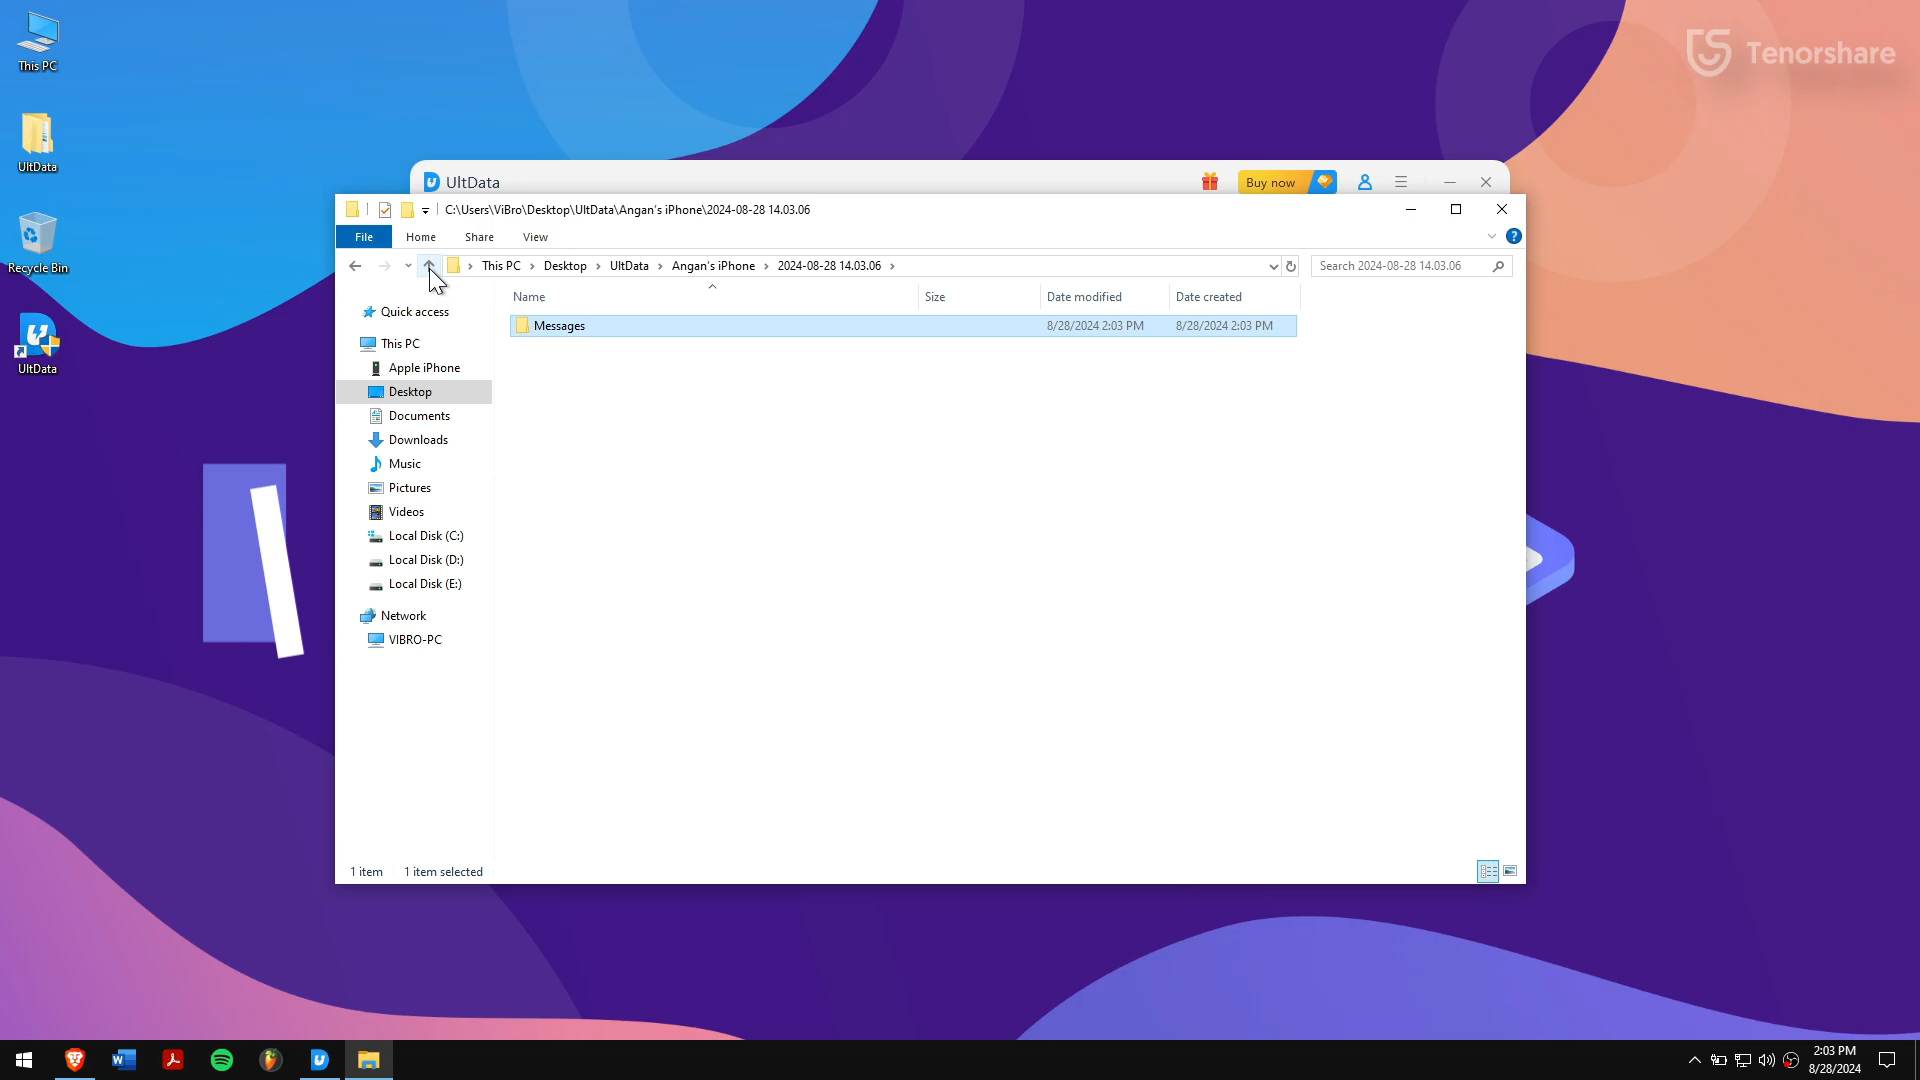 This PC
UltData
Recycle Bin
UltData
Tenorshare
UltData
Buy now
C:\Users\ViBro\Desktop\UltData\Angan's iPhone\2024-08-28 14.03.06
File Home Share View
This PC Desktop UltData Angan's iPhone 2024-08-28 14.03.06
Search 2024-08-28 14.03.06
Name Size Date modified Date created
Messages 8/28/2024 2:03 PM 8/28/2024 2:03 PM
Quick access
This PC
Apple iPhone
Desktop
Documents
Downloads
Music
Pictures
Videos
Local Disk (C:)
Local Disk (D:)
Local Disk (E:)
Network
VIBRO-PC
1 item 1 item selected
2:03 PM
8/28/2024